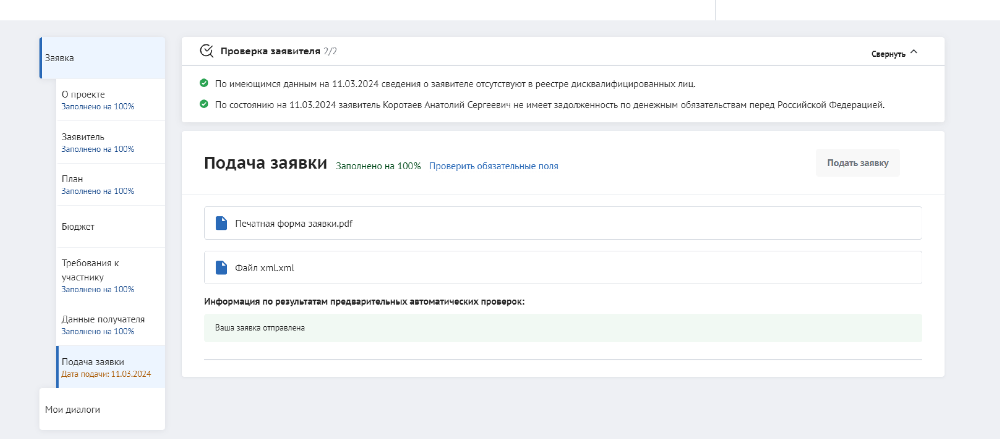 Заявка
О проекте
Заполнено на 100%
Заявитель
Заполнено на 100%
План
Заполнено на 100%
Бюджет
Требования к
участнику
Заполнено на 100%
Данные получателя
Заполнено на 100%
Подача заявки
Дата подачи: 11.03.2024
Мои диалоги
Проверка заявителя 2/2
Свернуть
По имеющимся данным на 11.03.2024 сведения о заявителе отсутствуют в реестре дисквалифицированных лиц.
По состоянию на 11.03.2024 заявитель Коротаев Анатолий Сергеевич не имеет задолженность по денежным обязательствам перед Российской Федерацией.
Подача заявки Заполнено на 100% Проверить обязательные поля
Подать заявку
Печатная форма заявки.pdf
Файл xml.xml
Информация по результатам предварительных автоматических проверок:
Ваша заявка отправлена